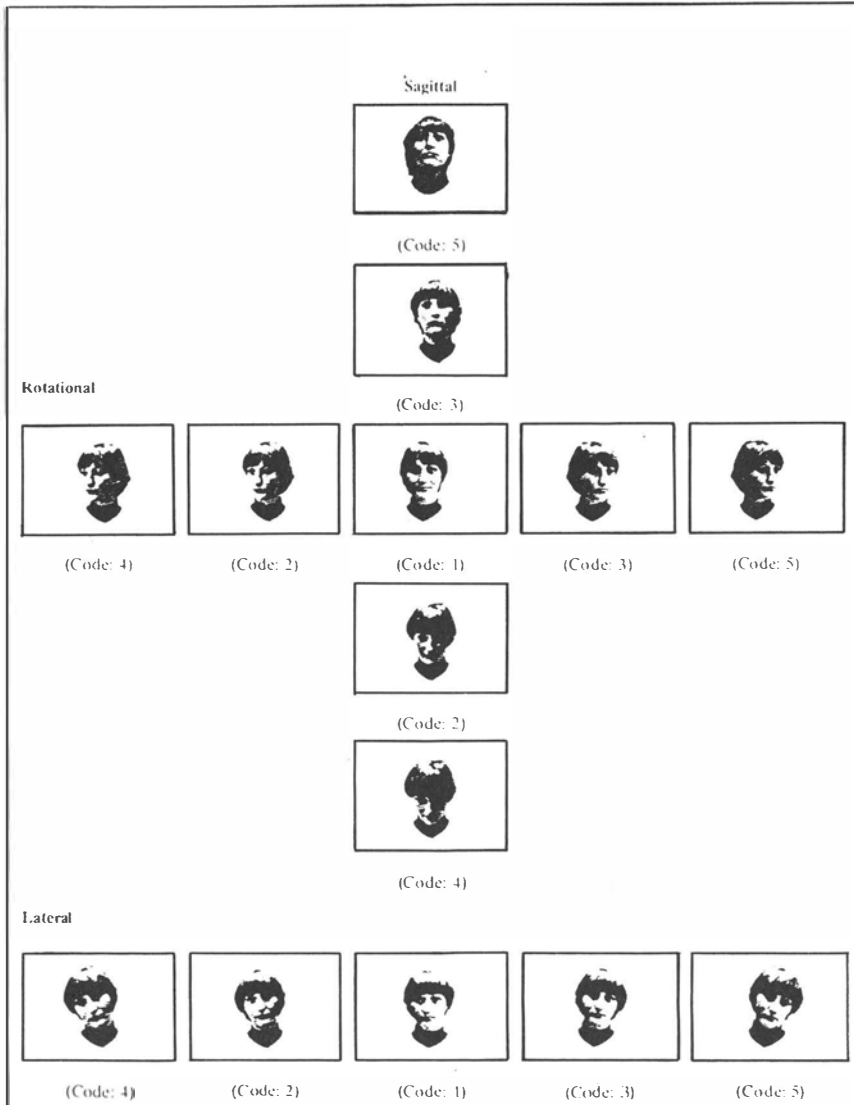 Sagittal
(Code: 5)
(Code: 3)
Rotational
(Code: 4) (Code: 2) (Code: 1) (Code: 3) (Code: 5)
(Code: 2)
(Code: 4)
Lateral
(Code: 4) (Code: 2) (Code: 1) (Code: 3) (Code: 5)